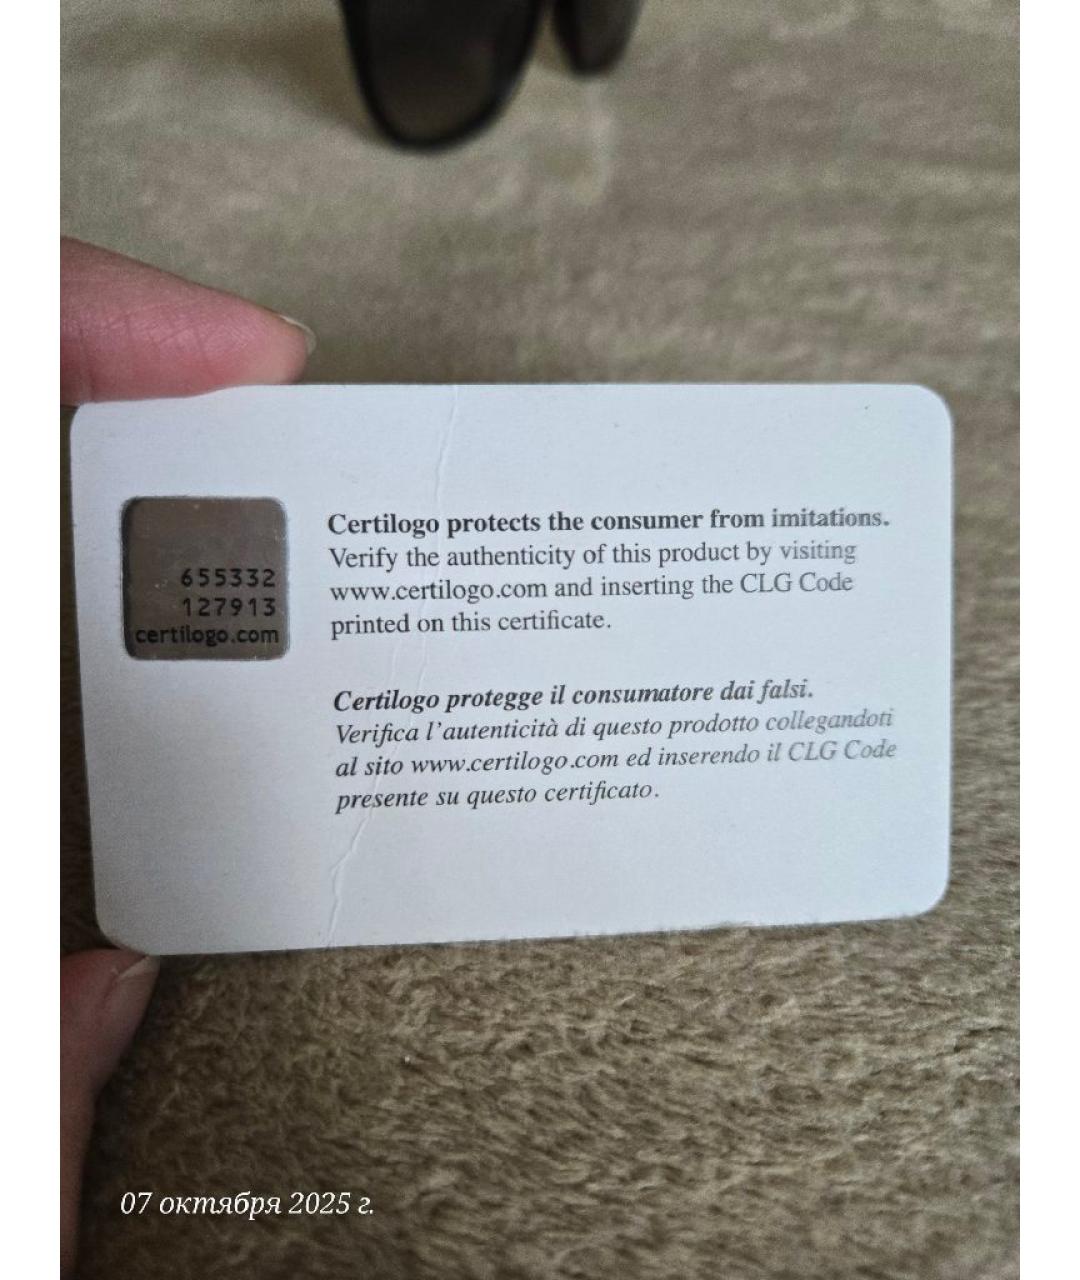 655332
127913
certilogo.com
Certilogo protects the consumer from imitations.
Verify the authenticity of this product by visiting
www.certilogo.com and inserting the CLG Code
printed on this certificate.
Certilogo protegge il consumatore dai falsi.
Verifica l'autenticità di questo prodotto collegandoti
al sito www.certilogo.com ed inserendo il CLG Code
presente su questo certificato.
07 октября 2025 г.